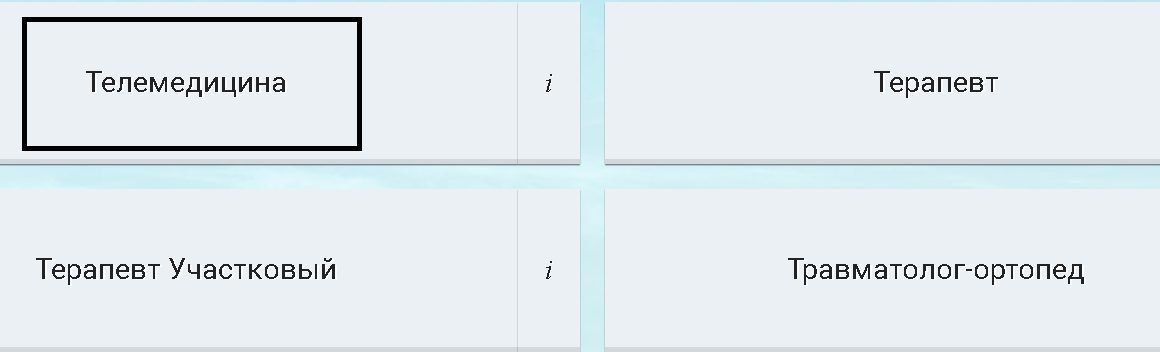 Телемедицина
i
Терапевт
Терапевт Участковый
i
Травматолог-ортопед